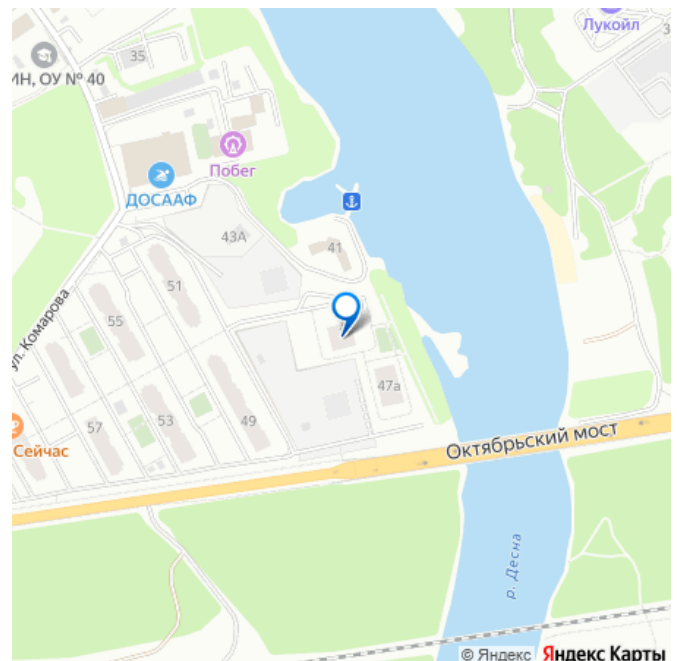 Лукойл
35
ИН, ОУ № 40
Побег
ДОСААФ
43А
41
51
ул. Комарова
55
47а
57
53
49
Сейчас
Октябрьский мост
р. Десна
© Яндекс Яндекс Карты